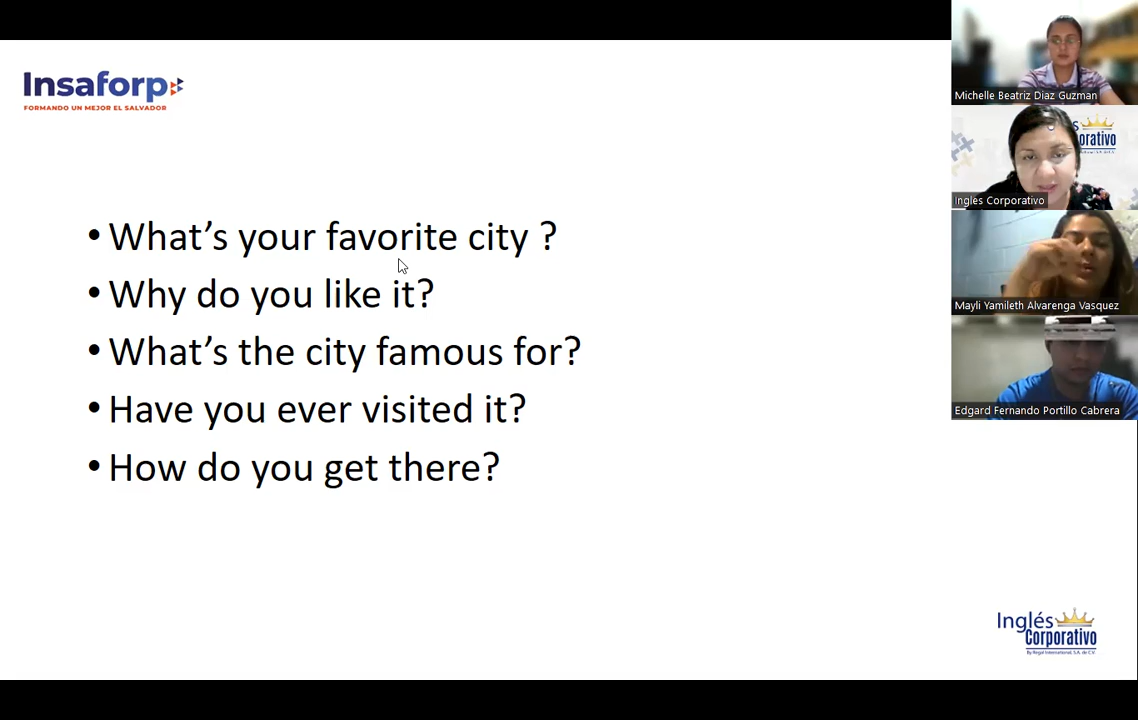 Insaforp
FORMANDO UN MEJOR EL SALVADOR
• What's your favorite city ?
• Why do you like it?
• What's the city famous for?
• Have you ever visited it?
• How do you get there?
Michelle Beatriz Diaz Guzman
orativo
Ingles Corporativo
Mayli Yamileth Alvarenga Vasquez
Edgard Fernando Portillo Cabrera
Inglés
Corporativo
By Regal International, S.A. de C.V.